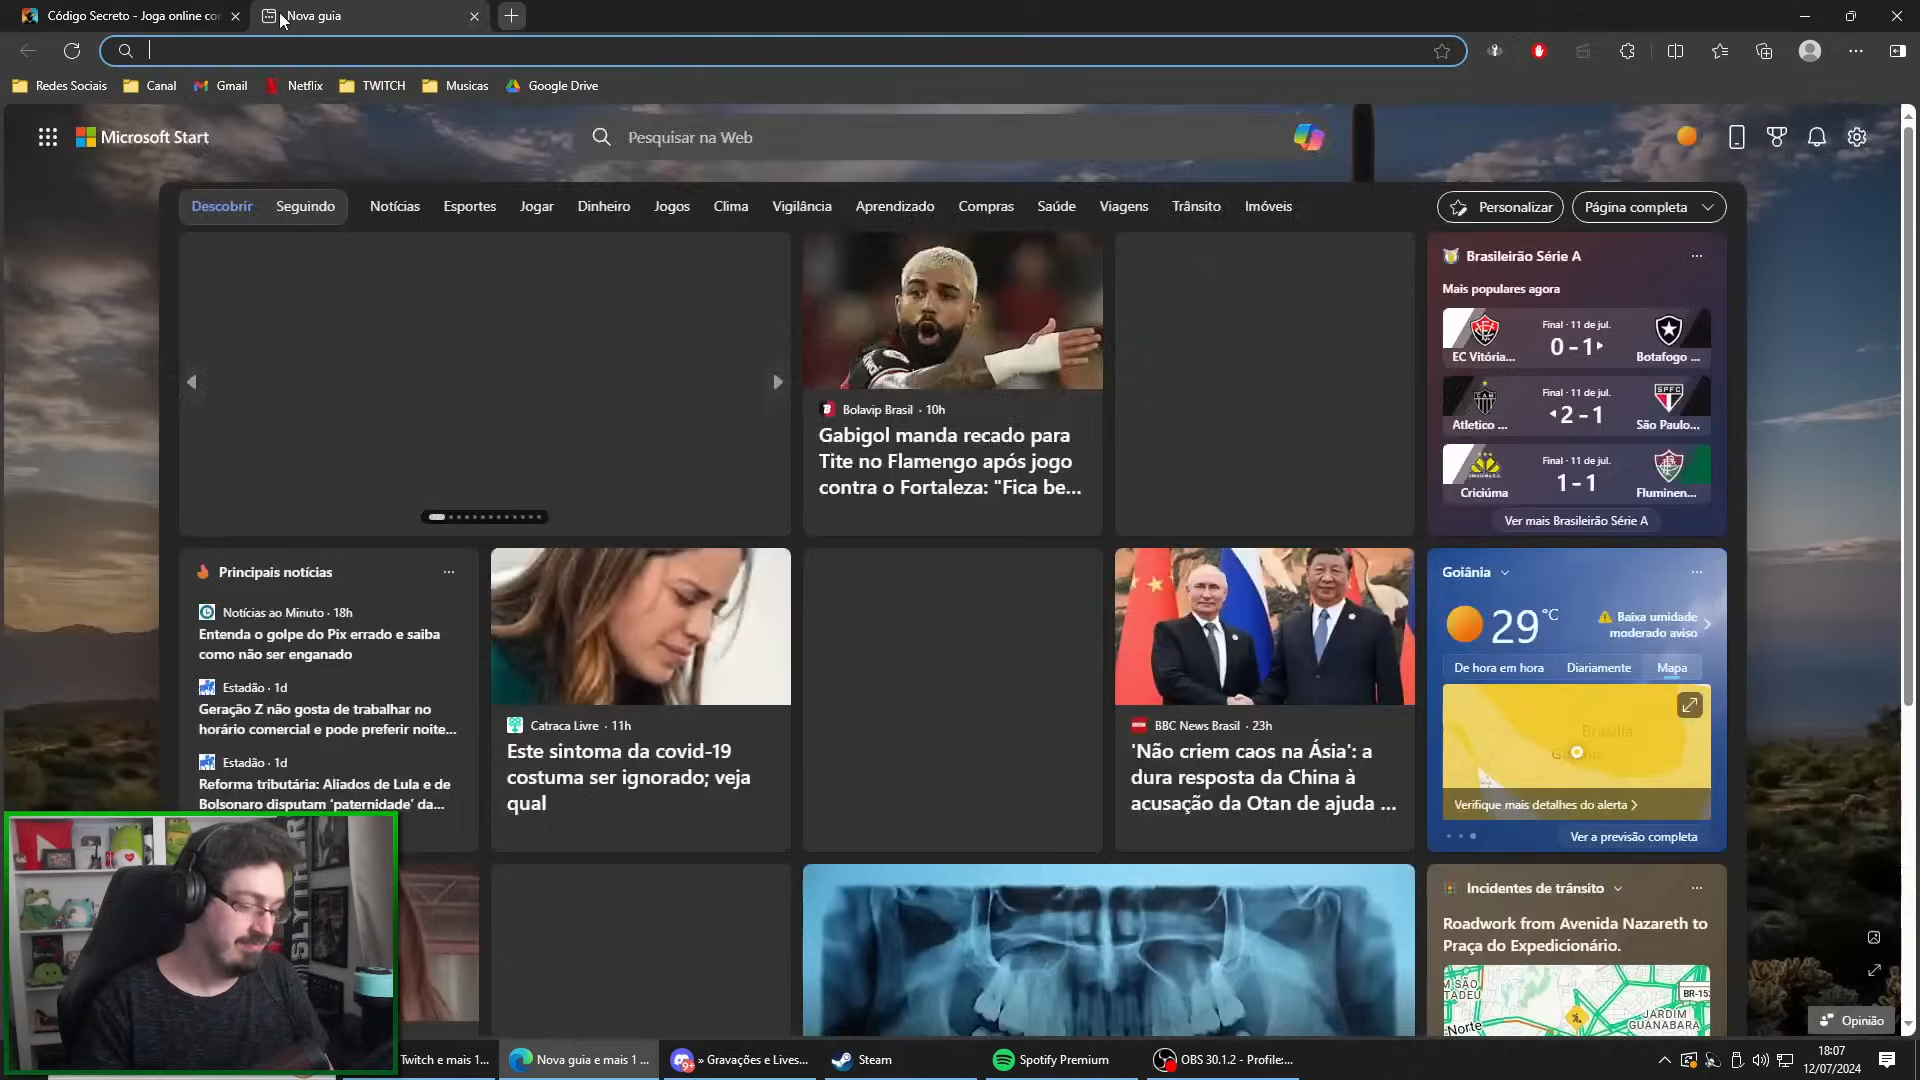 Código Secreto - Joga online co
Nova guia
Redes Sociais
Canal
Gmail
Netflix
TWITCH
Musicas
Google Drive
Microsoft Start
Pesquisar na Web
Descobrir
Seguindo
Notícias
Esportes
Jogar
Dinheiro
Jogos
Clima
Vigilância
Aprendizado
Compras
Saúde
Viagens
Trânsito
Imóveis
Personalizar
Página completa
Bolavip Brasil · 10h
Gabigol manda recado para
Tite no Flamengo após jogo
contra o Fortaleza: "Fica be...
Brasileirão Série A
Mais populares agora
Final · 11 de jul.
EC Vitória...
0 - 1
Botafogo ...
Final · 11 de jul.
Atletico ...
2 - 1
São Paulo...
Final · 11 de jul.
Criciúma
1 - 1
Fluminen...
Ver mais Brasileirão Série A
Principais notícias
Notícias ao Minuto · 18h
Entenda o golpe do Pix errado e saiba
como não ser enganado
Estadão · 1d
Geração Z não gosta de trabalhar no
horário comercial e pode preferir noite...
Estadão · 1d
Reforma tributária: Aliados de Lula e de
Bolsonaro disputam ‘paternidade’ da...
Catraca Livre · 11h
Este sintoma da covid-19
costuma ser ignorado; veja
qual
BBC News Brasil · 23h
'Não criem caos na Ásia': a
dura resposta da China à
acusação da Otan de ajuda ...
Goiânia
29 °C
Baixa umidade
moderado aviso
De hora em hora
Diariamente
Mapa
Brasília
Verifique mais detalhes do alerta
Ver a previsão completa
Incidentes de trânsito
Roadwork from Avenida Nazareth to
Praça do Expedicionário.
M SÃO
TADEU
BR-153
JARDIM
GUANABARA
Norte
Opinião
SLYTHER
Twitch e mais 1...
Nova guia e mais 1 ...
» Gravações e Lives...
Steam
Spotify Premium
OBS 30.1.2 - Profile:...
18:07
12/07/2024